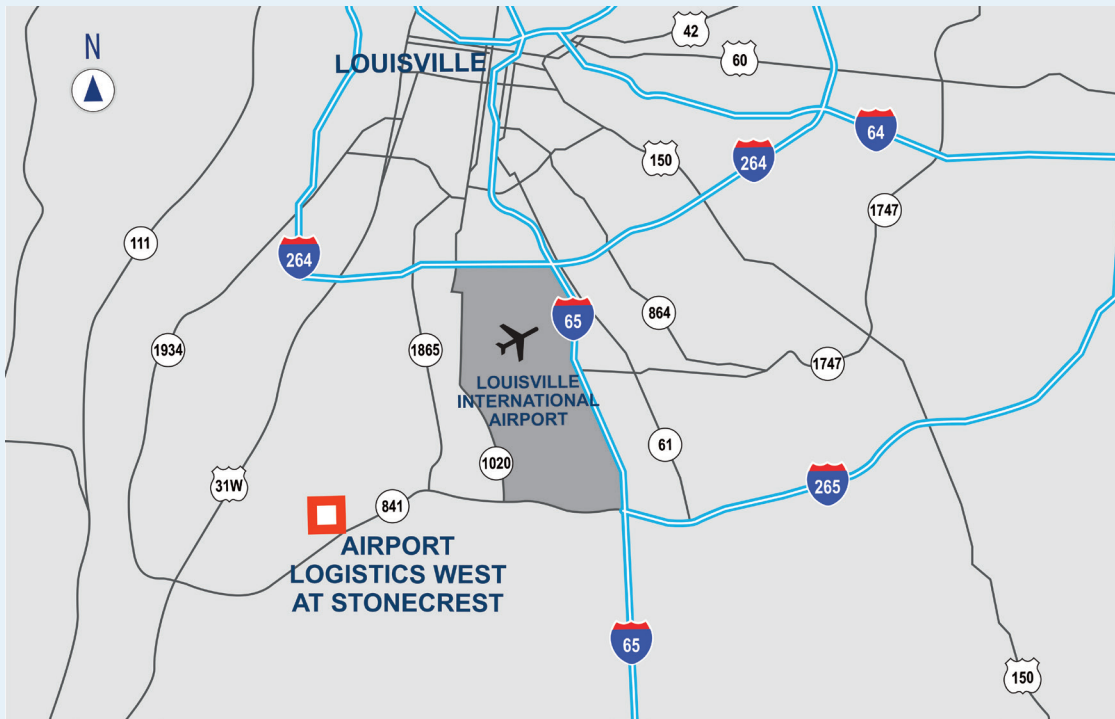 N
LOUISVILLE
42
60
64
150
264
1747
111
264
65
864
1934
1865
1747
LOUISVILLE
INTERNATIONAL
AIRPORT
61
1020
31W
265
841
AIRPORT
LOGISTICS WEST
AT STONECREST
65
150